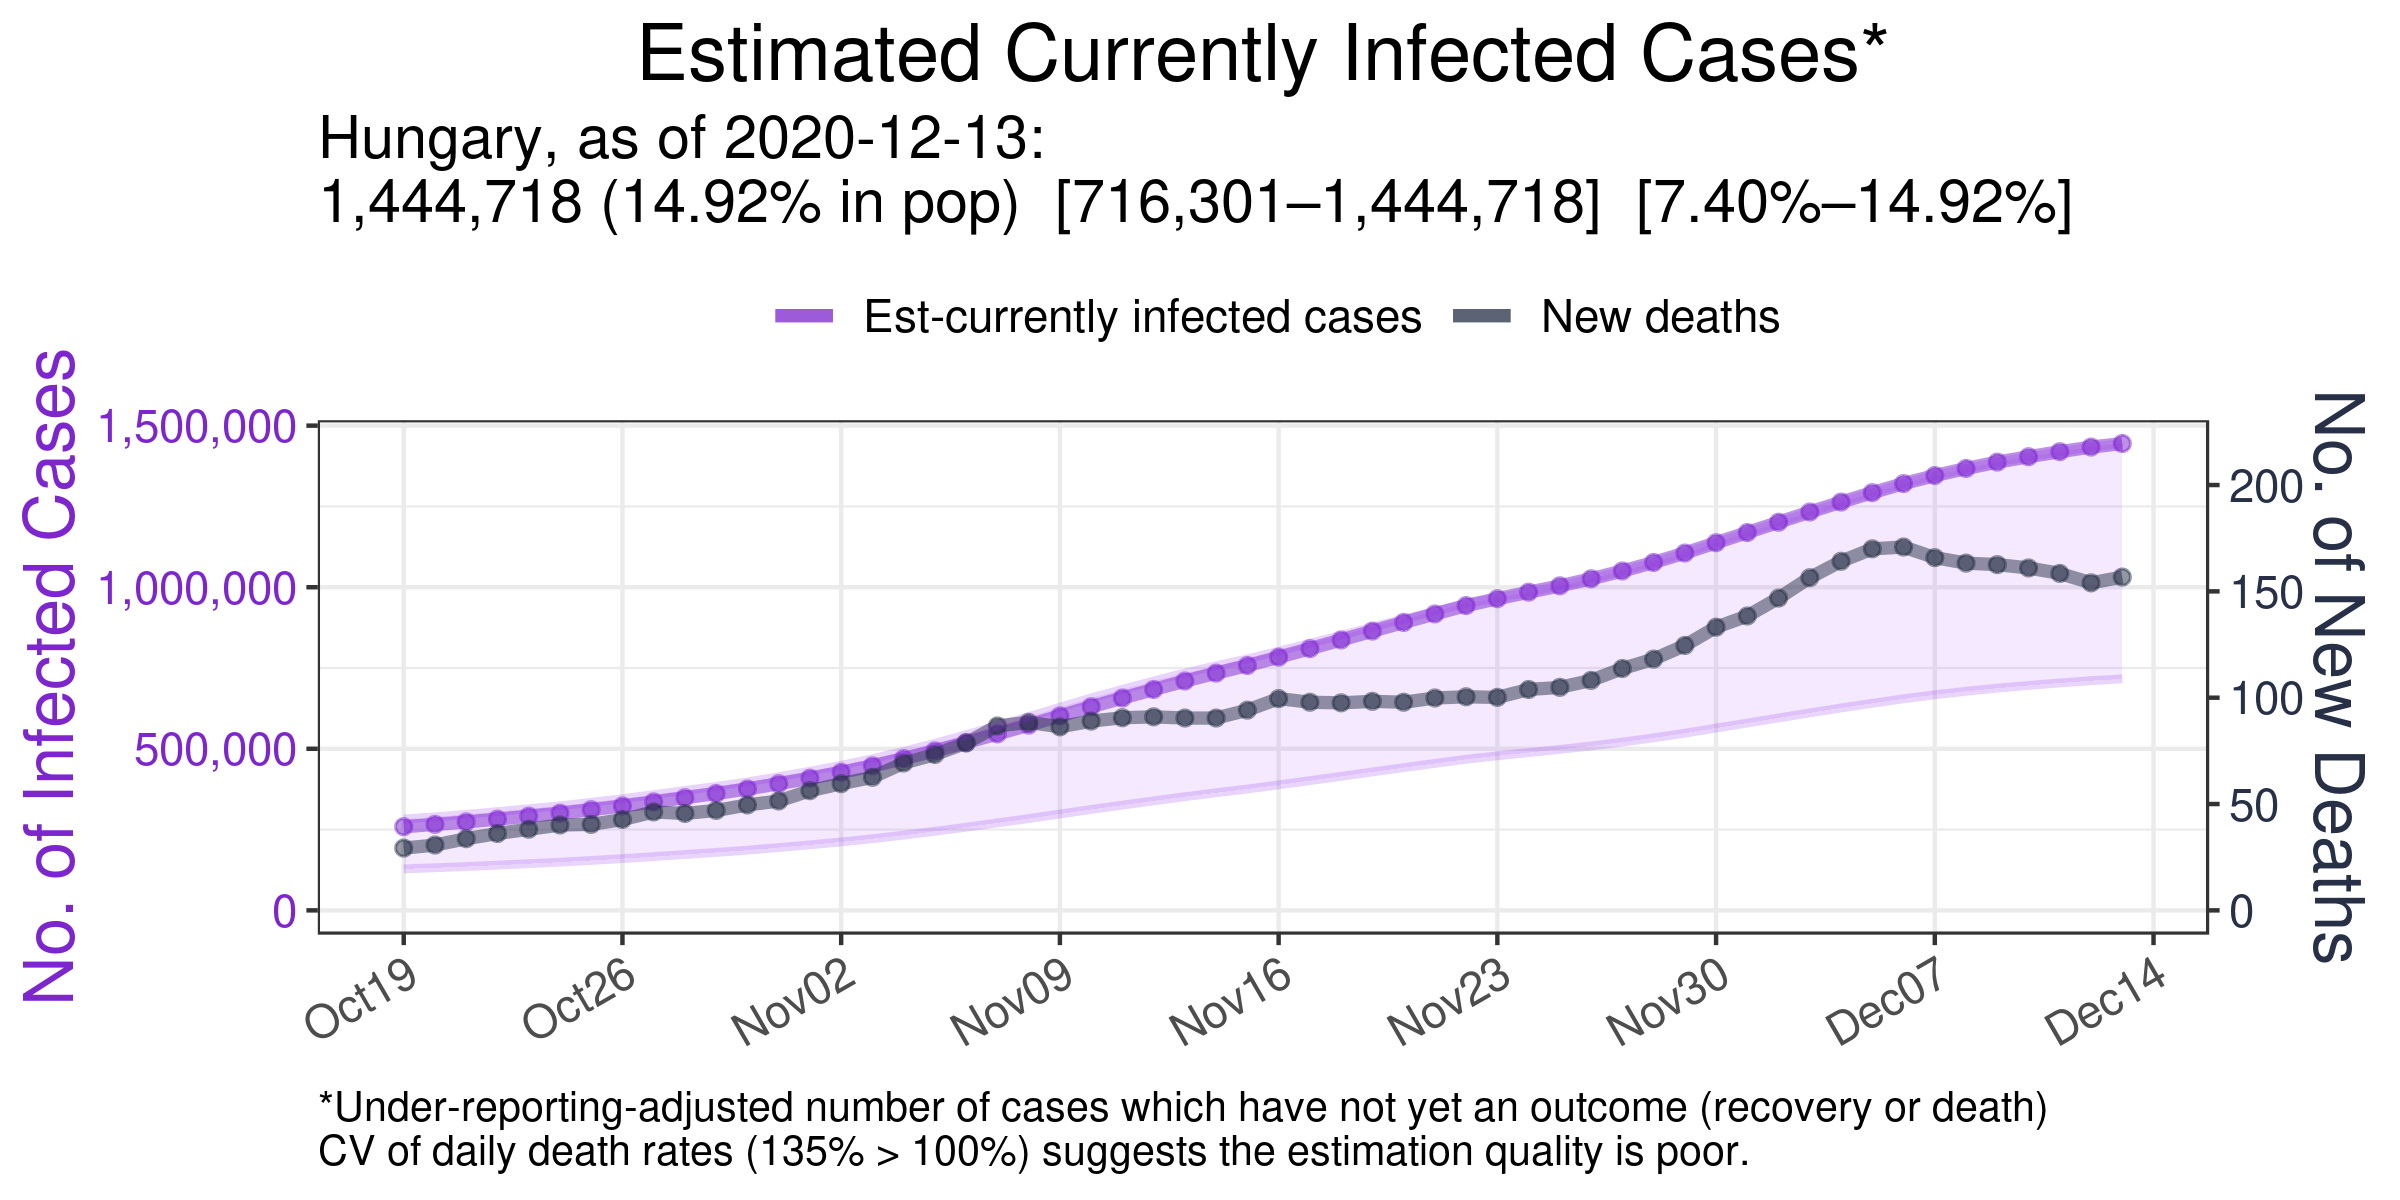 Estimated Currently Infected Cases*
Hungary, as of 2020-12-13:
1,444,718 (14.92% in pop)  [716,301–1,444,718]  [7.40%–14.92%]
Est-currently infected cases
New deaths
No. of Infected Cases
1,500,000
1,000,000
500,000
0
200
150
100
50
0
No. of New Deaths
Oct19
Oct26
Nov02
Nov09
Nov16
Nov23
Nov30
Dec07
Dec14
*Under-reporting-adjusted number of cases which have not yet an outcome (recovery or death)
CV of daily death rates (135% > 100%) suggests the estimation quality is poor.